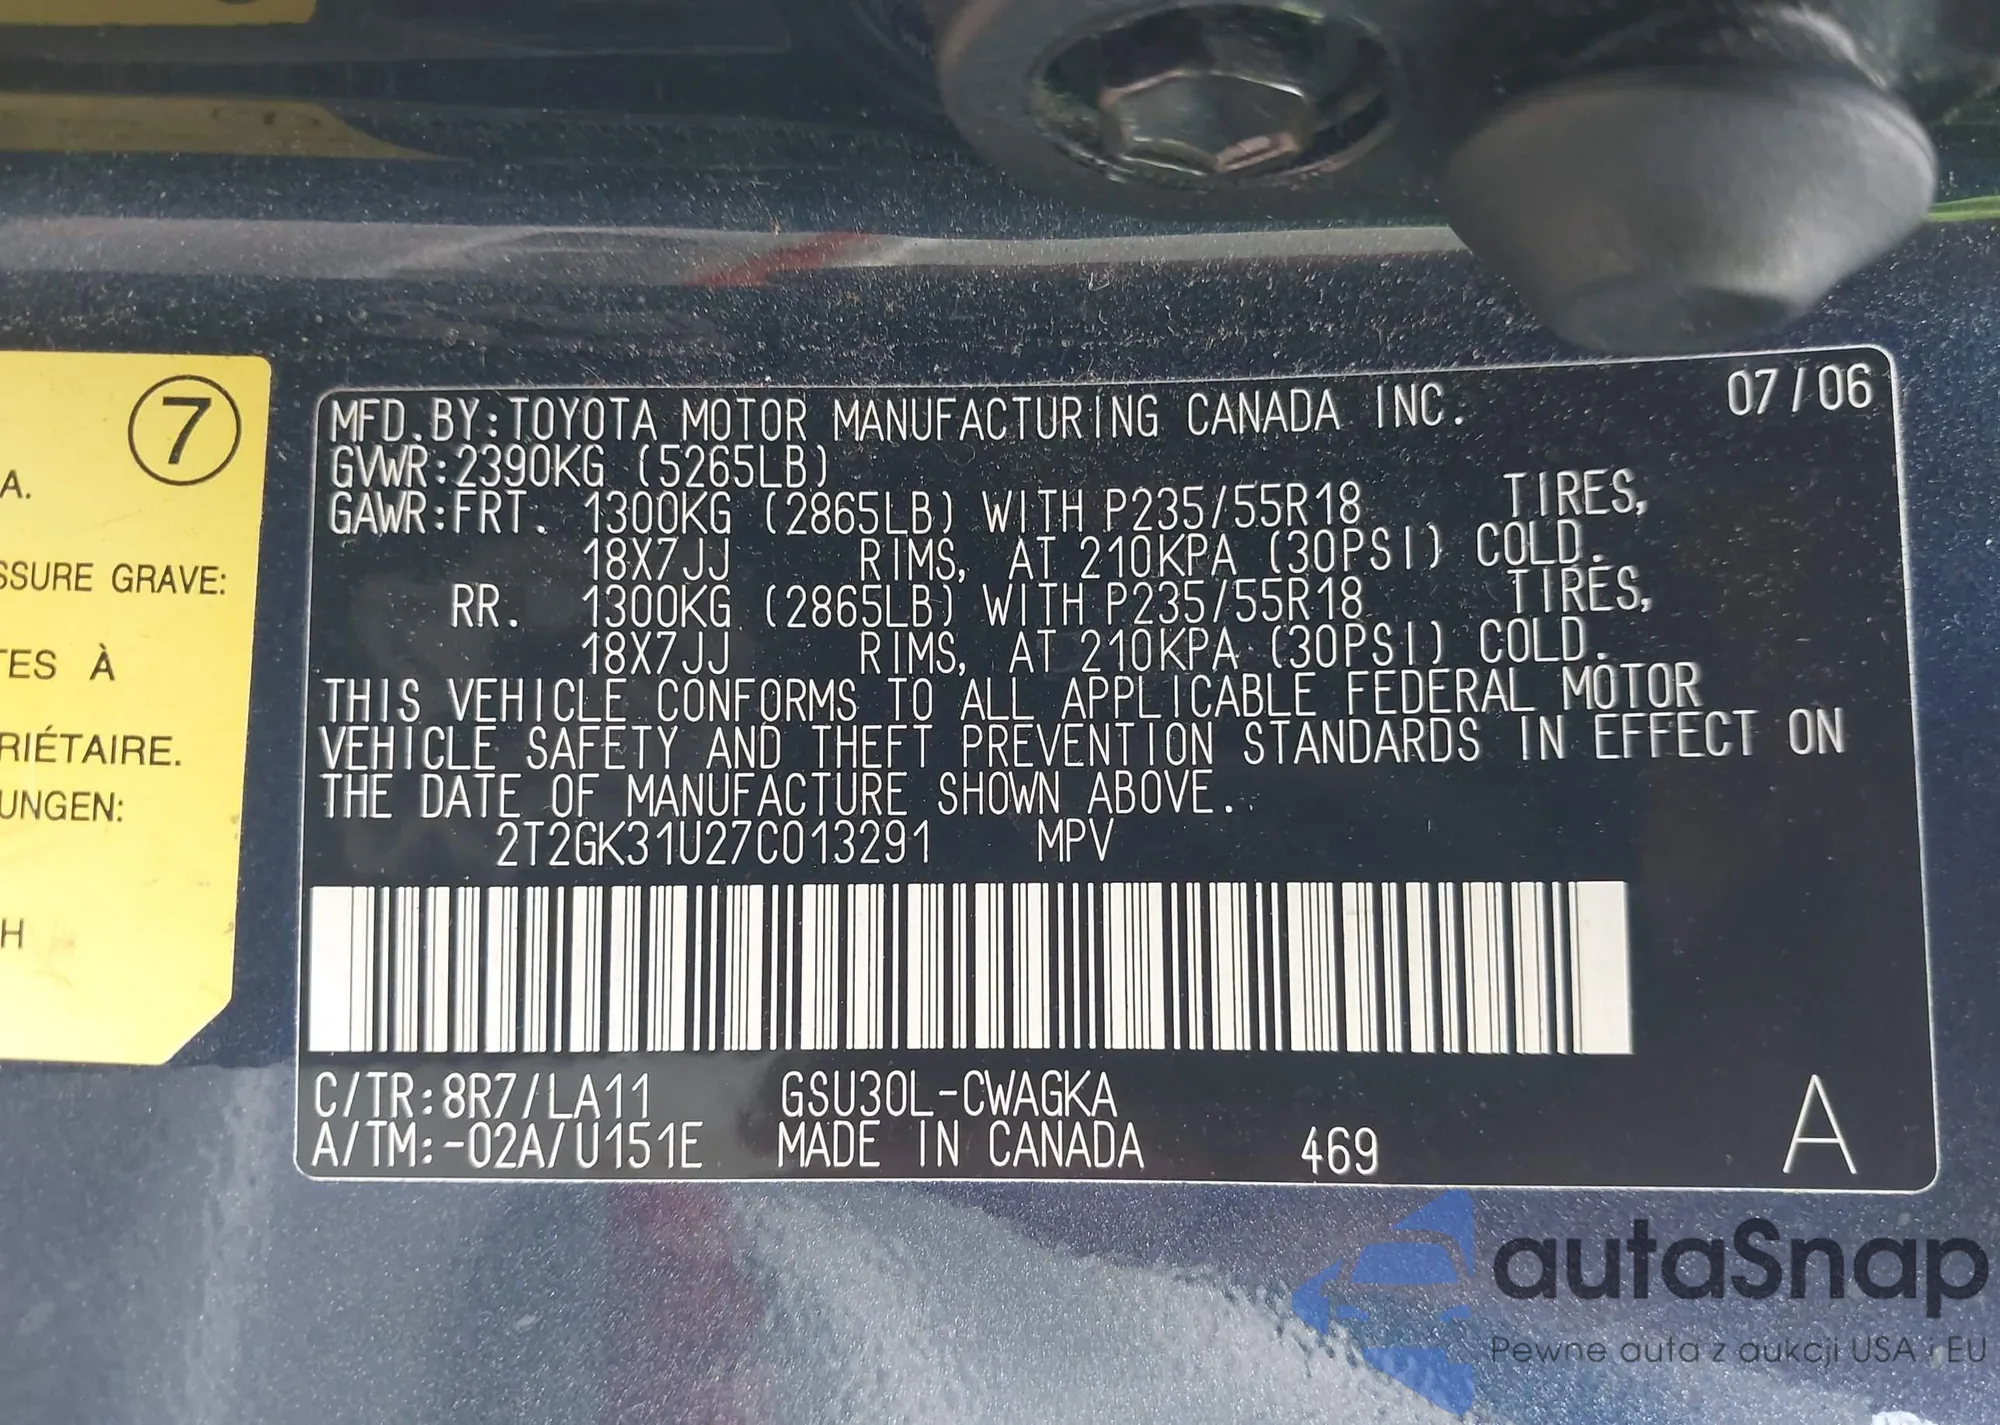 7
A.
SSURE GRAVE:
TES À
RIÉTAIRE.
UNGEN:
H
MFD.BY:TOYOTA MOTOR MANUFACTURING CANADA INC. 07/06
GVWR:2390KG (5265LB)
GAWR:FRT. 1300KG (2865LB) WITH P235/55R18 TIRES,
18X7JJ RIMS, AT 210KPA (30PSI) COLD.
RR. 1300KG (2865LB) WITH P235/55R18 TIRES,
18X7JJ RIMS, AT 210KPA (30PSI) COLD.
THIS VEHICLE CONFORMS TO ALL APPLICABLE FEDERAL MOTOR
VEHICLE SAFETY AND THEFT PREVENTION STANDARDS IN EFFECT ON
THE DATE OF MANUFACTURE SHOWN ABOVE.
2T2GK31U27C013291 MPV
C/TR:8R7/LA11 GSU30L-CWAGKA
A/TM:-02A/U151E MADE IN CANADA 469 A
autaSnap
Pewne auta z aukcji USA i EU